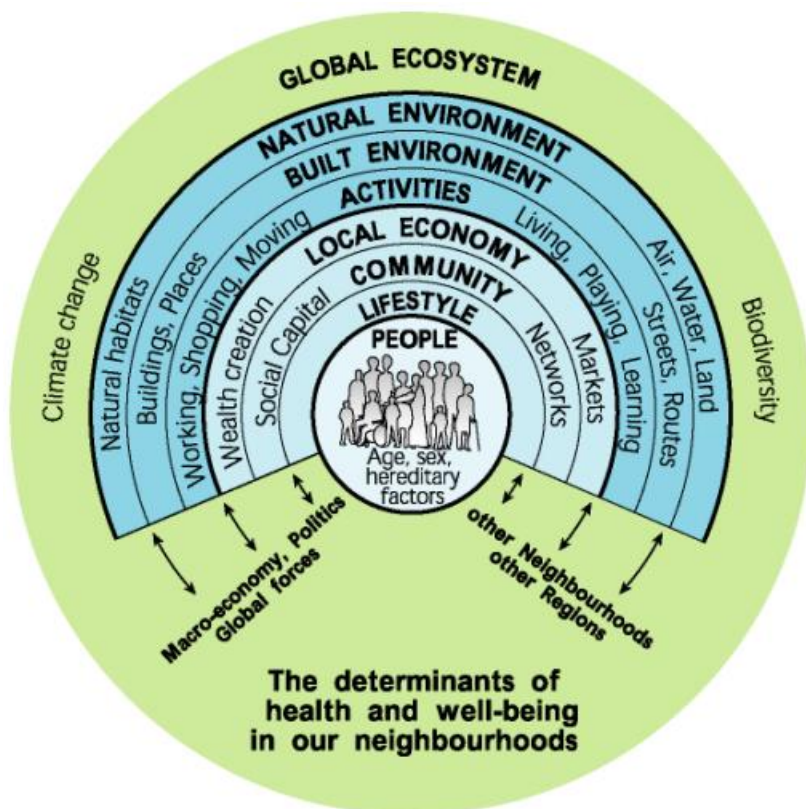 GLOBAL ECOSYSTEM
NATURAL ENVIRONMENT
BUILT ENVIRONMENT
ACTIVITIES
LOCAL ECONOMY
COMMUNITY
LIFESTYLE
PEOPLE
Age, sex,
hereditary
factors
Climate change
Natural habitats
Buildings, Places
Working, Shopping, Moving
Wealth creation
Social Capital
Networks
Markets
Living, Playing, Learning
Streets, Routes
Air, Water, Land
Biodiversity
Macro-economy, Politics
Global forces
other Neighbourhoods
other Regions
The determinants of
health and well-being
in our neighbourhoods